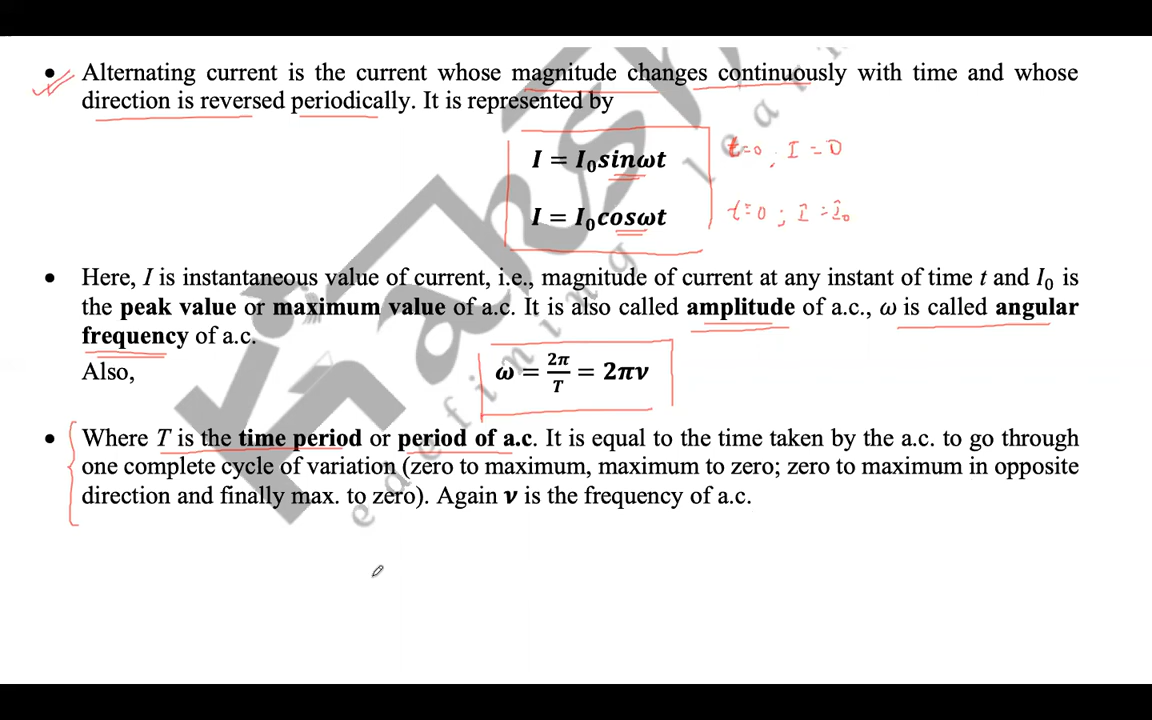 • Alternating current is the current whose magnitude changes continuously with time and whose
direction is reversed periodically. It is represented by
I = I₀sinωt
t=0, I = 0
I = I₀cosωt
t=0; I = I₀
• Here, I is instantaneous value of current, i.e., magnitude of current at any instant of time t and I₀ is
the peak value or maximum value of a.c. It is also called amplitude of a.c., ω is called angular
frequency of a.c.
Also, ω = 2π/T = 2πν
• Where T is the time period or period of a.c. It is equal to the time taken by the a.c. to go through
one complete cycle of variation (zero to maximum, maximum to zero; zero to maximum in opposite
direction and finally max. to zero). Again ν is the frequency of a.c.